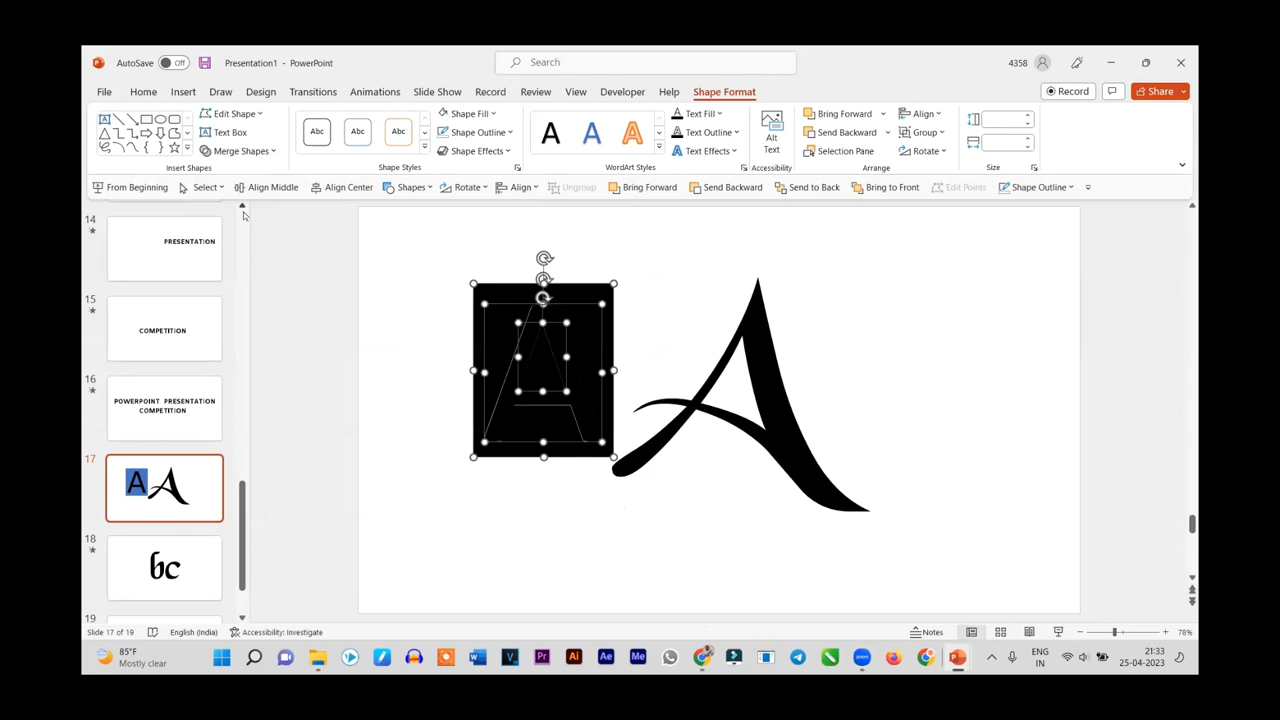 AutoSave Off Presentation1 - PowerPoint Search 4358
File Home Insert Draw Design Transitions Animations Slide Show Record Review View Developer Help Shape Format Record Share
Edit Shape
Text Box
Merge Shapes
Insert Shapes
Abc Abc Abc
Shape Fill
Shape Outline
Shape Effects
Shape Styles
A A A
Text Fill
Text Outline
Text Effects
WordArt Styles
Alt
Text
Accessibility
Bring Forward
Send Backward
Selection Pane
Align
Group
Rotate
Arrange
Size
From Beginning Select Align Middle Align Center Shapes Rotate Align Ungroup Bring Forward Send Backward Send to Back Bring to Front Edit Points Shape Outline
14
PRESENTATION
15
COMPETITION
16
POWERPOINT PRESENTATION
COMPETITION
17
A A
18
bc
19
A A
Slide 17 of 19 English (India) Accessibility: Investigate Notes 78%
85°F
Mostly clear
W V Pr Ai Ae Me
ENG
IN
21:33
25-04-2023